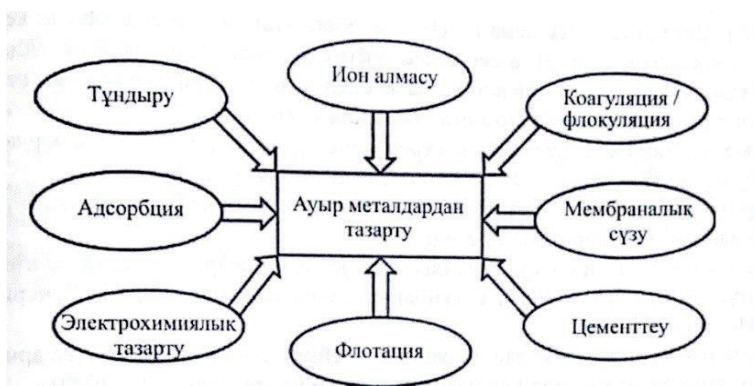 Ион алмасу
Тұндыру
Коагуляция /
флокуляция
Адсорбция
Ауыр металдардан
тазарту
Мембраналық
сүзу
Электрохимиялық
тазарту
Флотация
Цементтеу